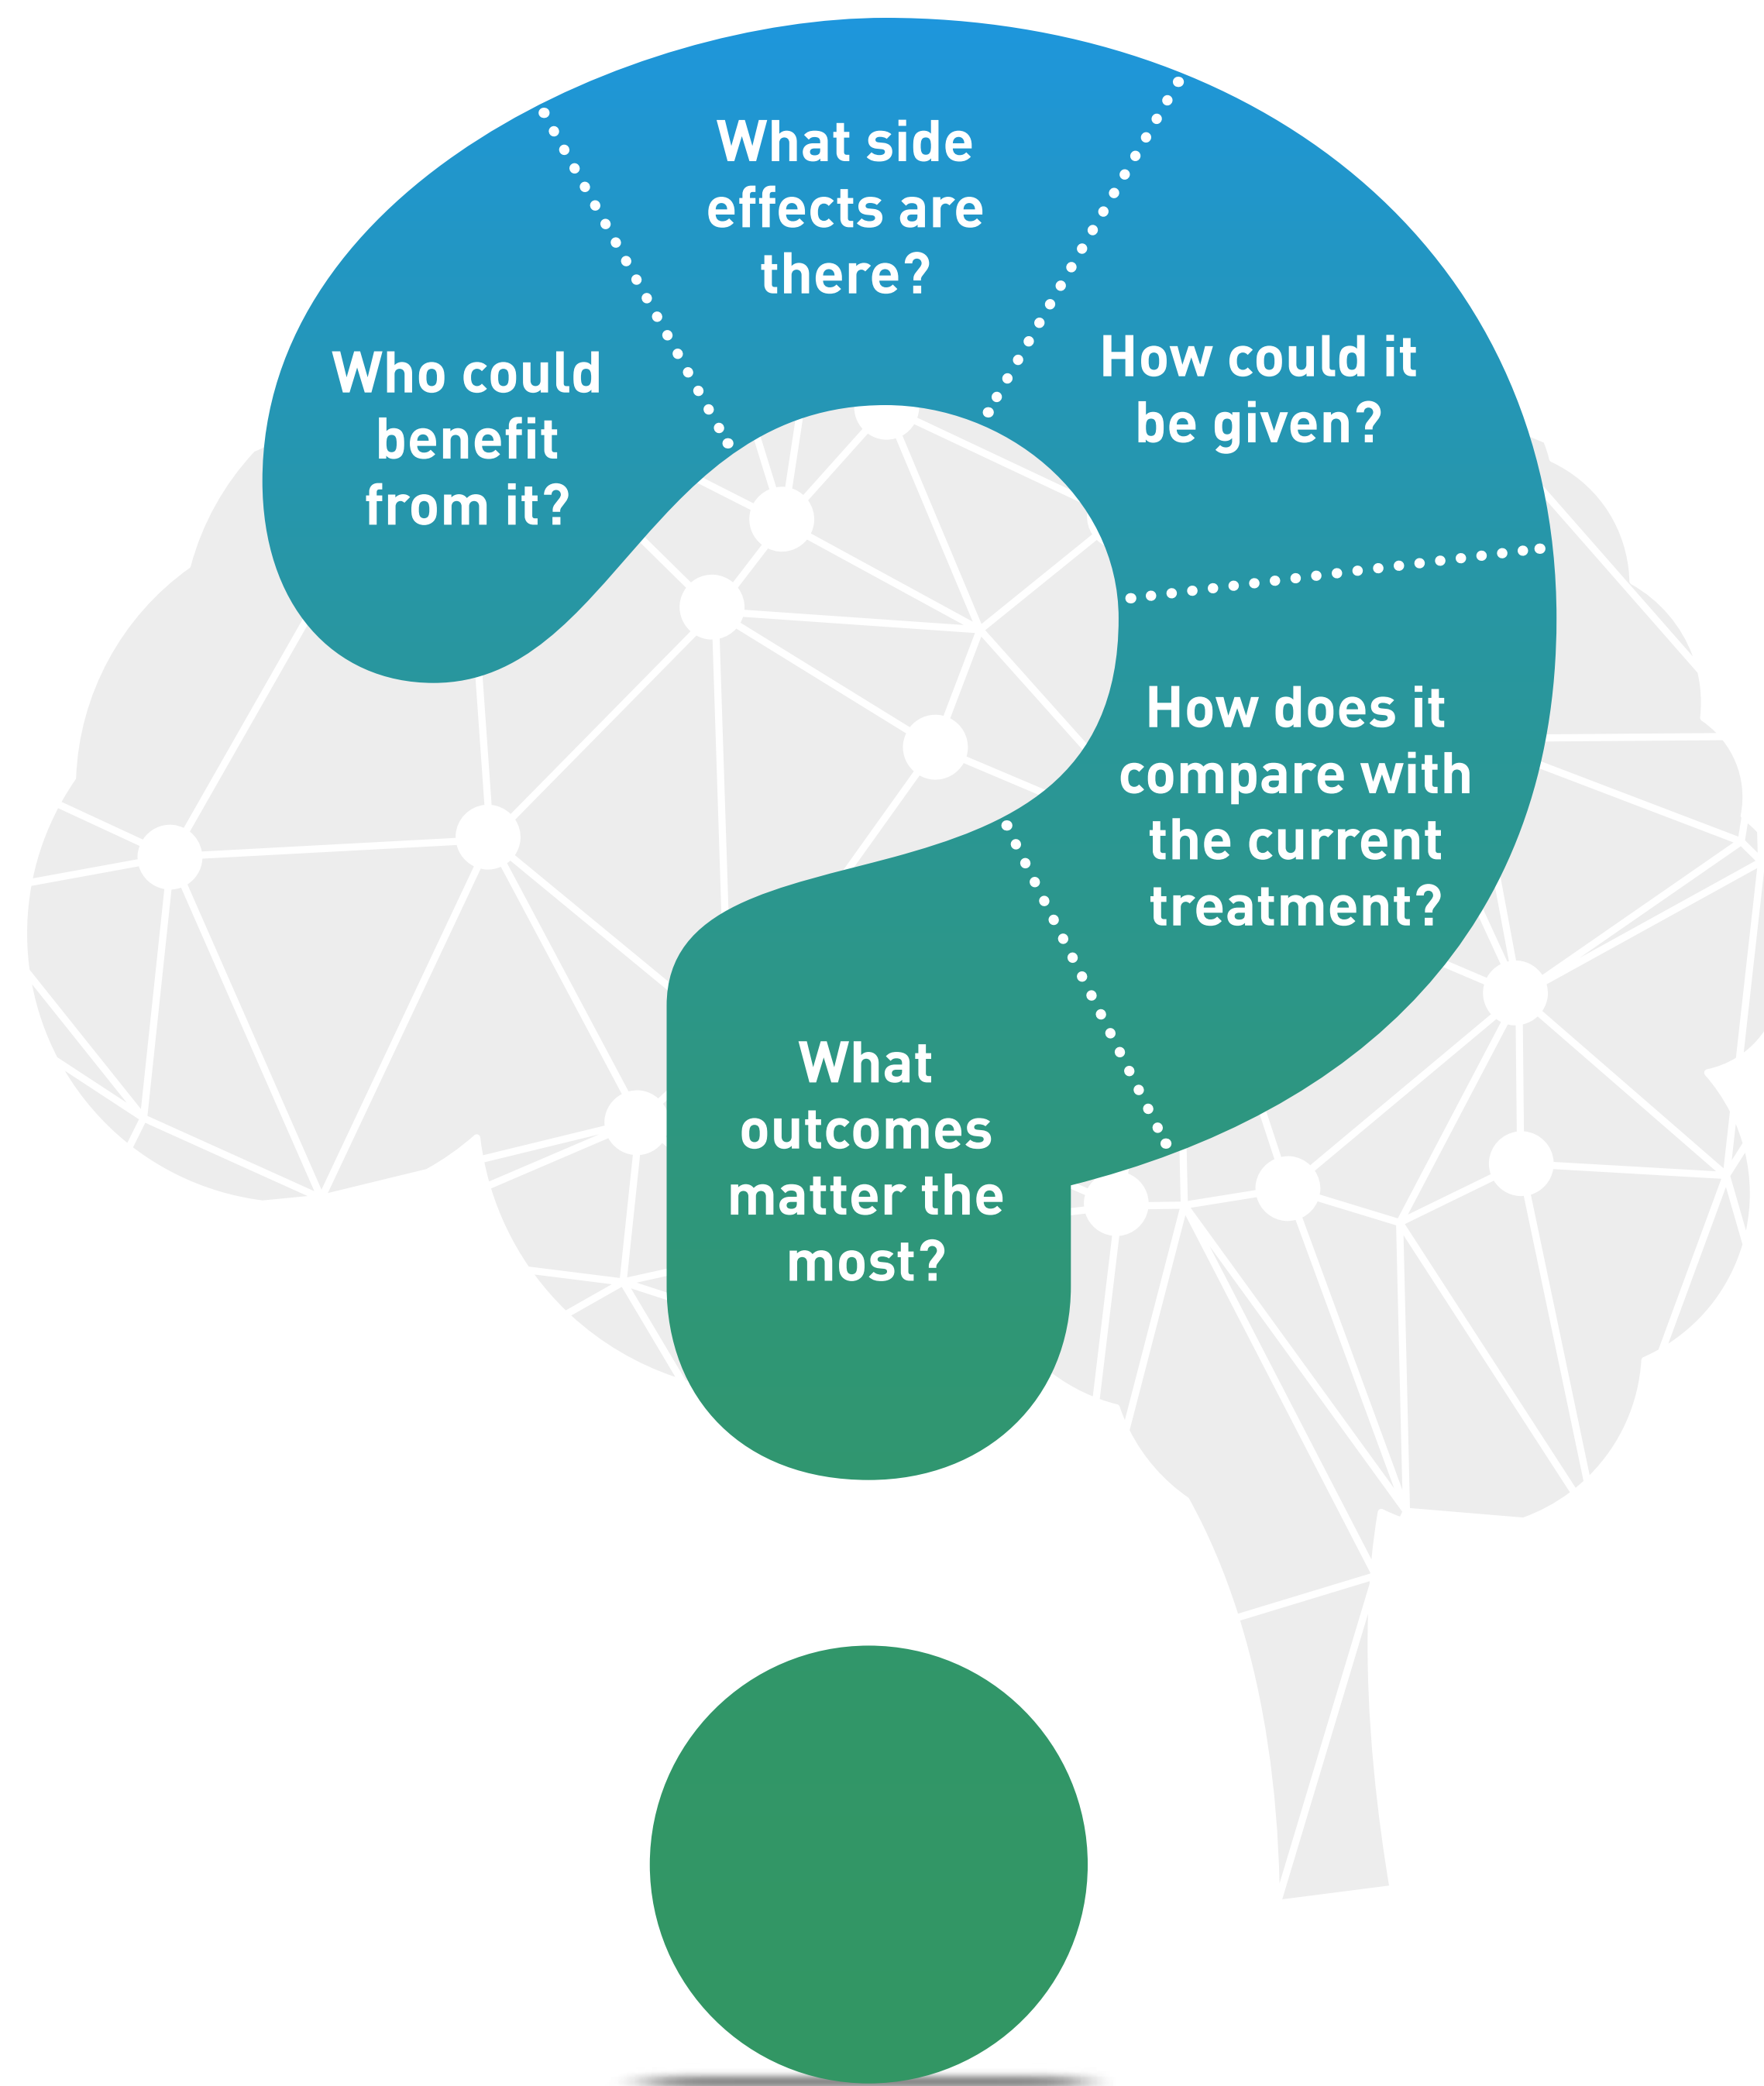 Who could
benefit
from it?
What side
effects are
there?
How could it
be given?
How does it
compare with
the current
treatment?
What
outcomes
matter the
most?